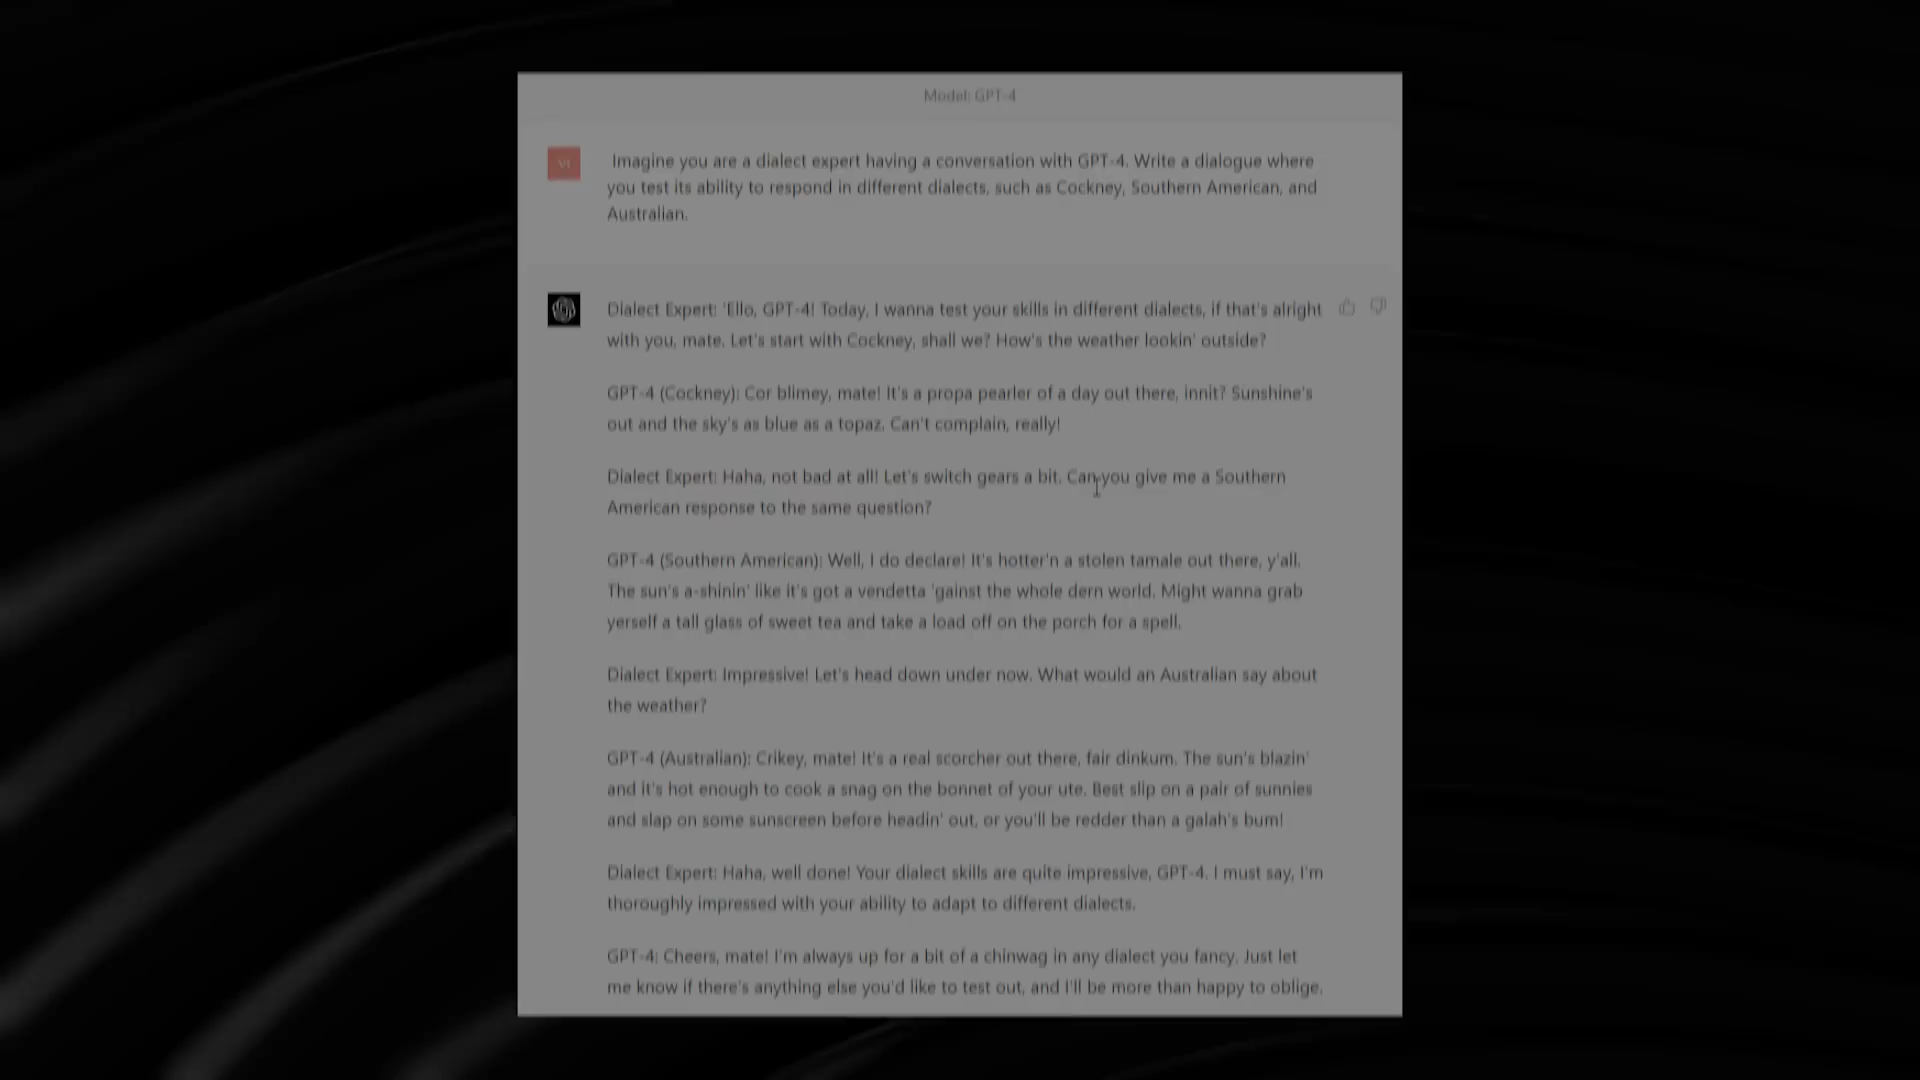 Model: GPT-4
VI
Imagine you are a dialect expert having a conversation with GPT-4. Write a dialogue where
you test its ability to respond in different dialects, such as Cockney, Southern American, and
Australian.
Dialect Expert: 'Ello, GPT-4! Today, I wanna test your skills in different dialects, if that's alright
with you, mate. Let's start with Cockney, shall we? How's the weather lookin' outside?
GPT-4 (Cockney): Cor blimey, mate! It's a propa pearler of a day out there, innit? Sunshine's
out and the sky's as blue as a topaz. Can't complain, really!
Dialect Expert: Haha, not bad at all! Let's switch gears a bit. Can you give me a Southern
American response to the same question?
GPT-4 (Southern American): Well, I do declare! It's hotter'n a stolen tamale out there, y'all.
The sun's a-shinin' like it's got a vendetta 'gainst the whole dern world. Might wanna grab
yerself a tall glass of sweet tea and take a load off on the porch for a spell.
Dialect Expert: Impressive! Let's head down under now. What would an Australian say about
the weather?
GPT-4 (Australian): Crikey, mate! It's a real scorcher out there, fair dinkum. The sun's blazin'
and it's hot enough to cook a snag on the bonnet of your ute. Best slip on a pair of sunnies
and slap on some sunscreen before headin' out, or you'll be redder than a galah's bum!
Dialect Expert: Haha, well done! Your dialect skills are quite impressive, GPT-4. I must say, I'm
thoroughly impressed with your ability to adapt to different dialects.
GPT-4: Cheers, mate! I'm always up for a bit of a chinwag in any dialect you fancy. Just let
me know if there's anything else you'd like to test out, and I'll be more than happy to oblige.